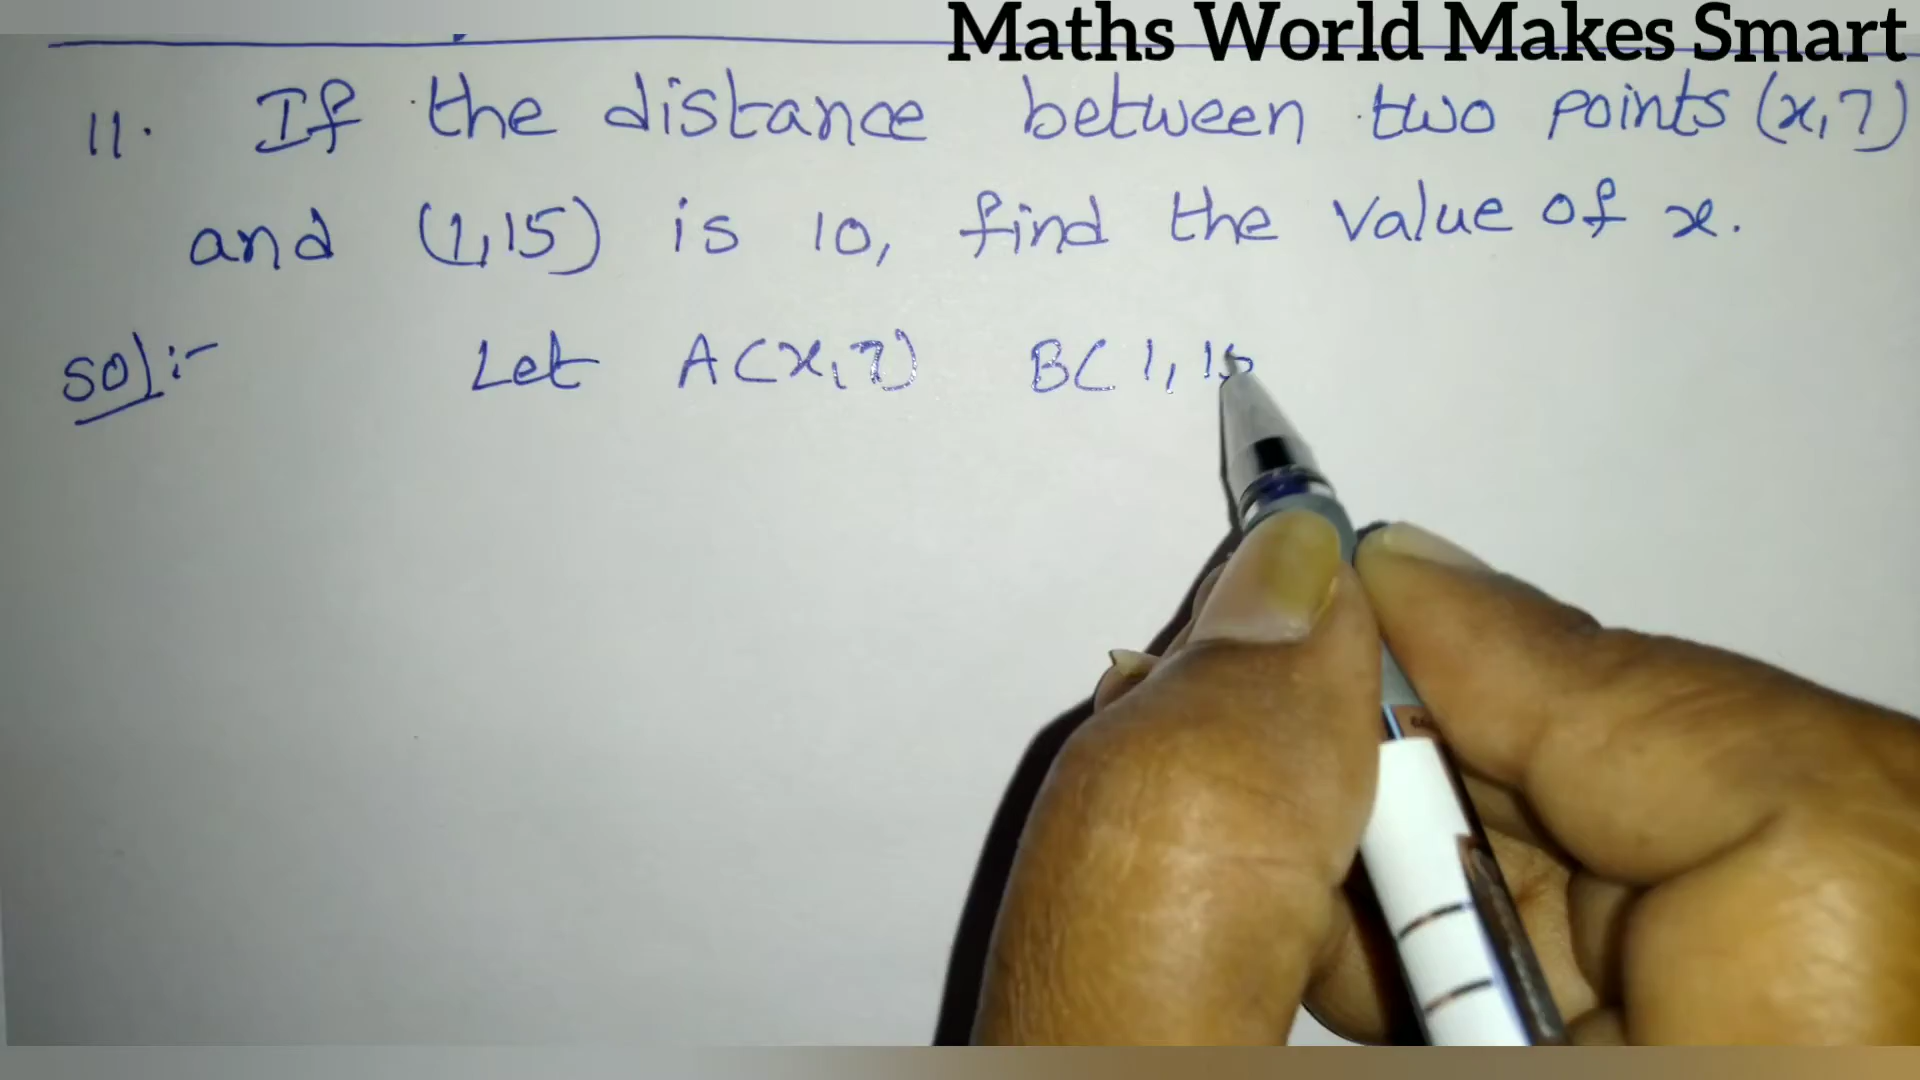 Maths World Makes Smart
11. If the distance between two points (x,7)
and (1,15) is 10, find the value of x.
Sol:- Let A(x,7) B(1,15